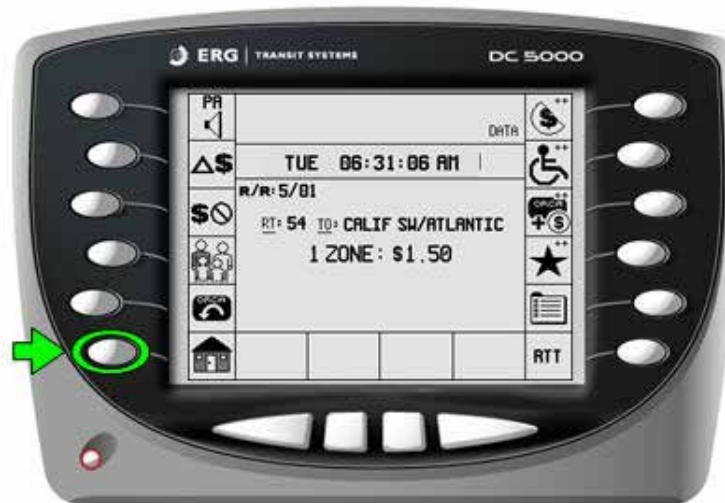 ERG TRANSIT SYSTEMS
DC 5000
PA
DATA
Δ$
TUE 06:31:06 AM
R/R: 5/01
$
RT: 54 TO: CALIF SW/ATLANTIC
ORCA
+$
1 ZONE: $1.50
ORCA
RTT